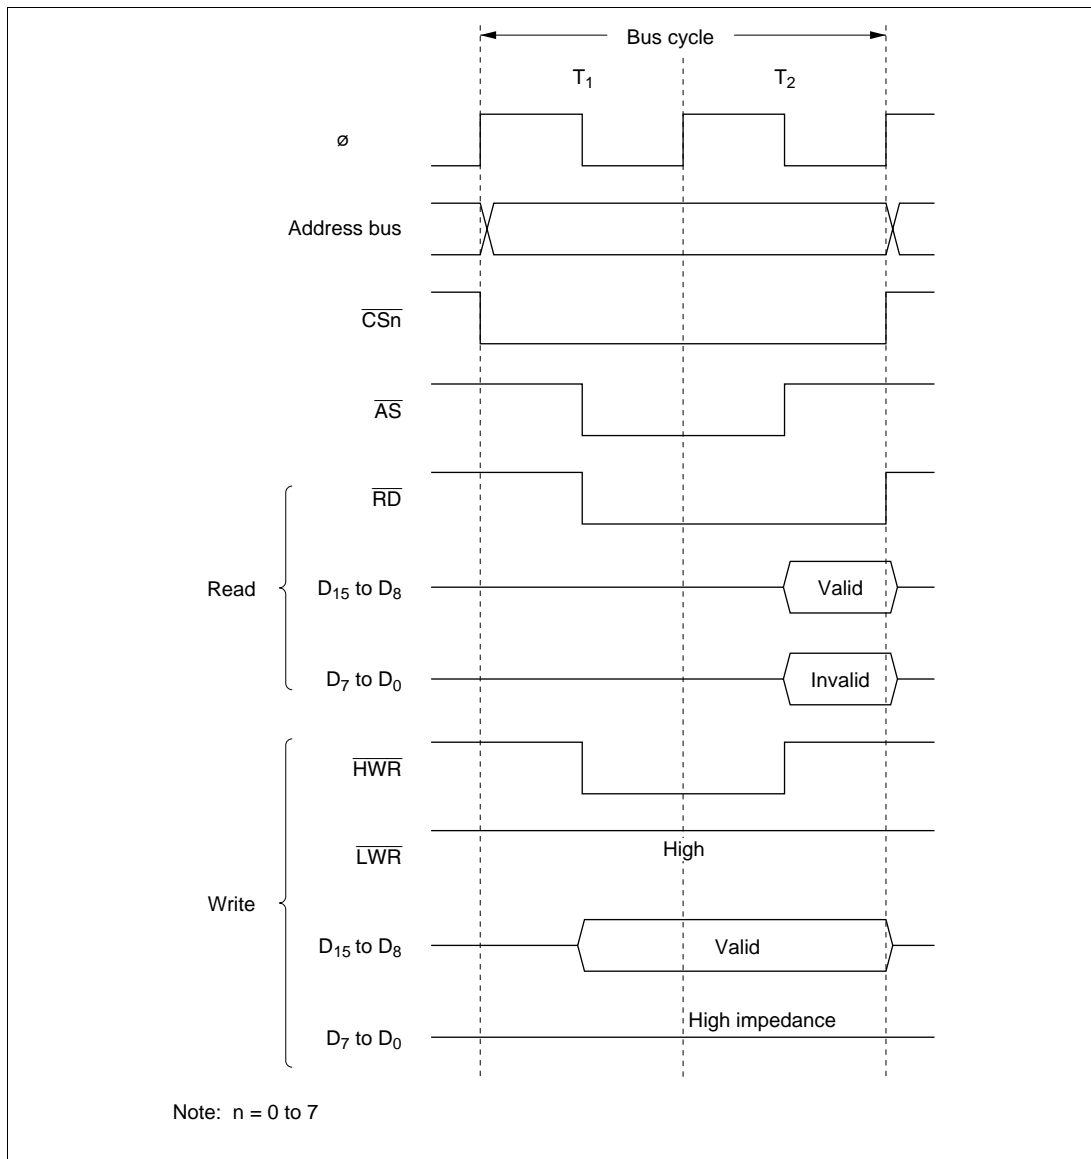 Bus cycle
T1 T2
ø
Address bus
CSn
AS
RD
Read
D15 to D8 Valid
D7 to D0 Invalid
HWR
LWR High
Write
D15 to D8 Valid
D7 to D0 High impedance
Note: n = 0 to 7